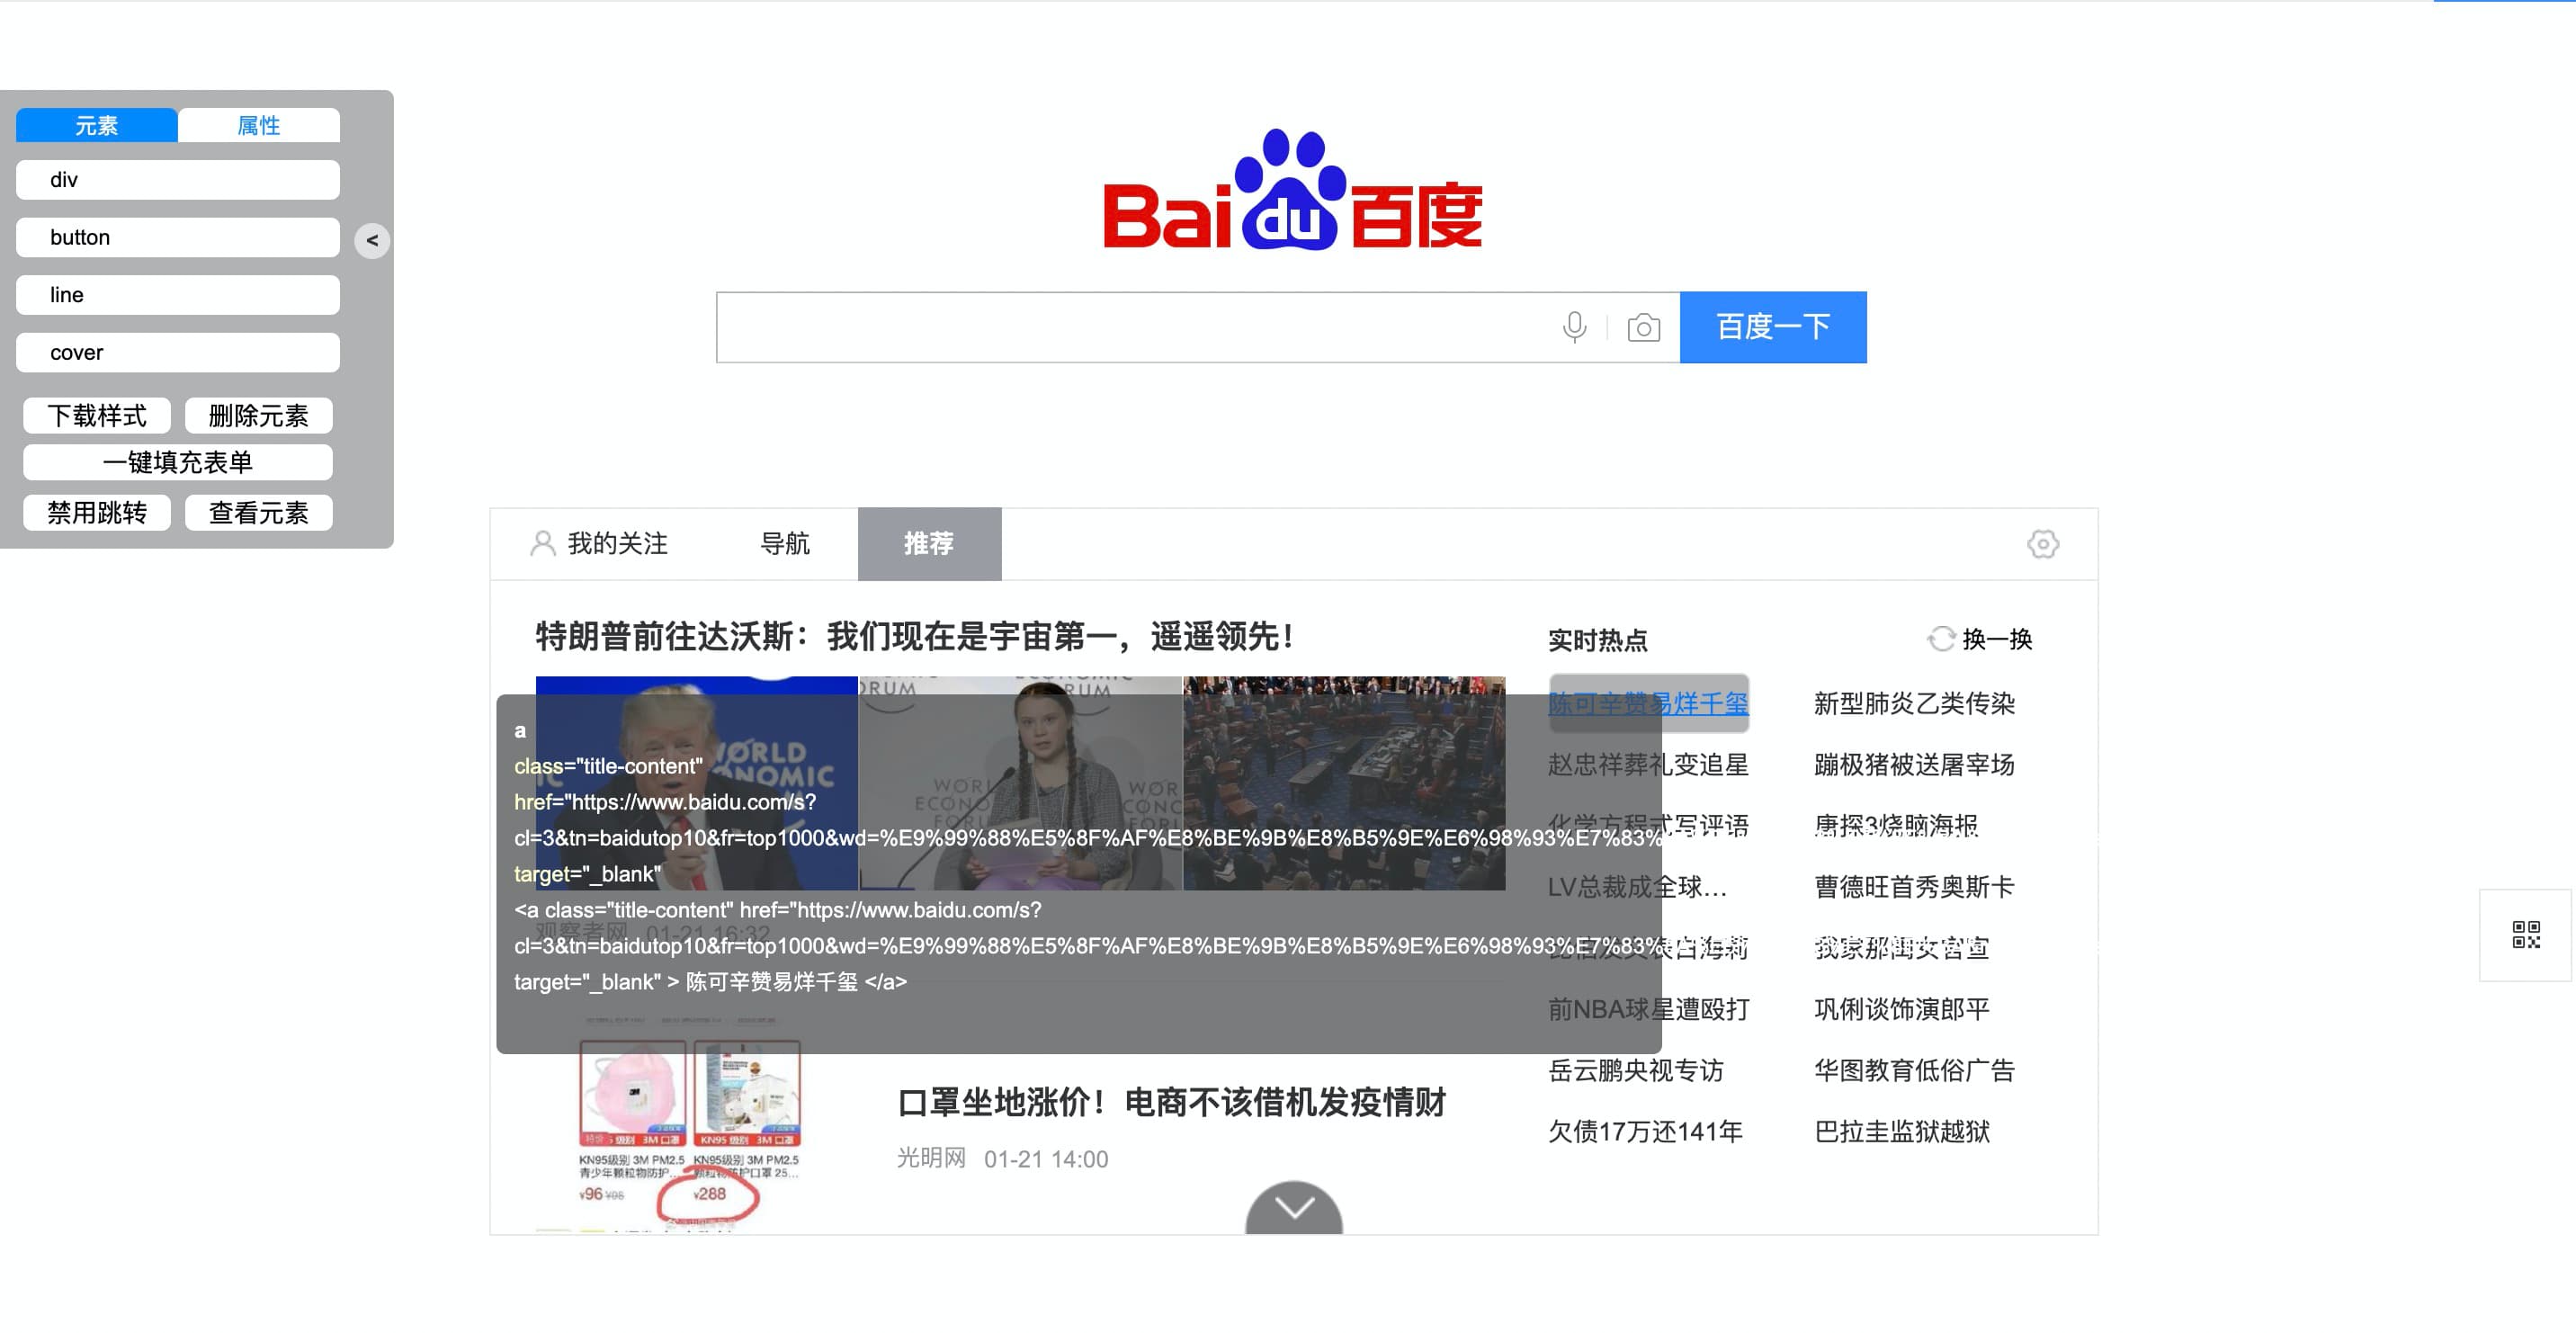 元素
属性
div
button
line
cover
<
下载样式
删除元素
一键填充表单
禁用跳转
查看元素
Bai du 百度
百度一下
我的关注
导航
推荐
特朗普前往达沃斯：我们现在是宇宙第一，遥遥领先！
实时热点
换一换
陈可辛赞易烊千玺
新型肺炎乙类传染
赵忠祥葬礼变追星
蹦极猪被送屠宰场
化学方程式写评语
唐探3烧脑海报
LV总裁成全球...
曹德旺首秀奥斯卡
前NBA球星遭殴打
巩俐谈饰演郎平
岳云鹏央视专访
华图教育低俗广告
欠债17万还141年
巴拉圭监狱越狱
a
class="title-content"
href="https://www.baidu.com/s?
cl=3&tn=baidutop10&fr=top1000&wd=%E9%99%88%E5%8F%AF%E8%BE%9B%E8%B5%9E%E6%98%93%E7%83%
target="_blank"
<a class="title-content" href="https://www.baidu.com/s?
cl=3&tn=baidutop10&fr=top1000&wd=%E9%99%88%E5%8F%AF%E8%BE%9B%E8%B5%9E%E6%98%93%E7%83%
target="_blank" > 陈可辛赞易烊千玺 </a>
观察者网 01-21 16:32
WORLD
ECONOMIC
KN95级别 3M PM2.5
青少年颗粒物防护...
¥96
KN95级别 3M PM2.5
颗粒物防护口罩 25...
¥288
口罩坐地涨价！电商不该借机发疫情财
光明网 01-21 14:00